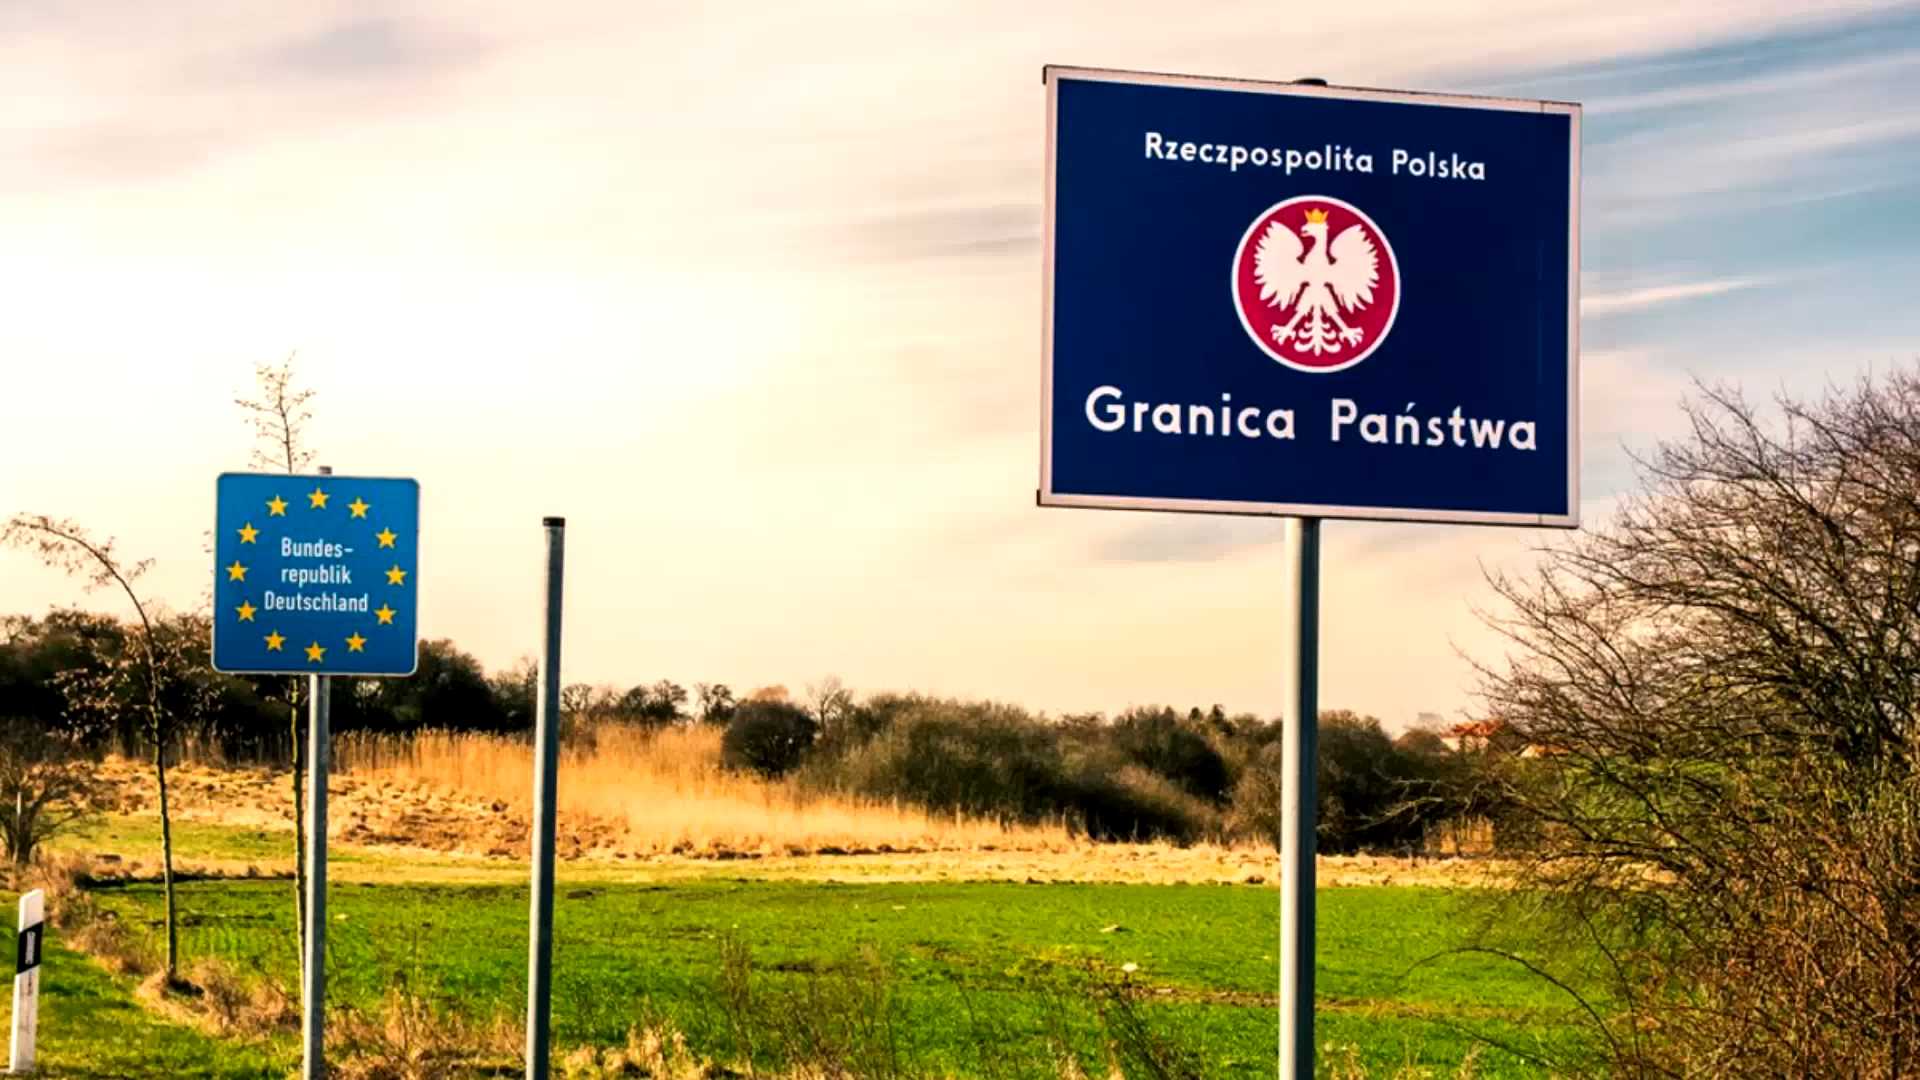 Rzeczpospolita Polska
Granica Państwa
Bundes-
republik
Deutschland